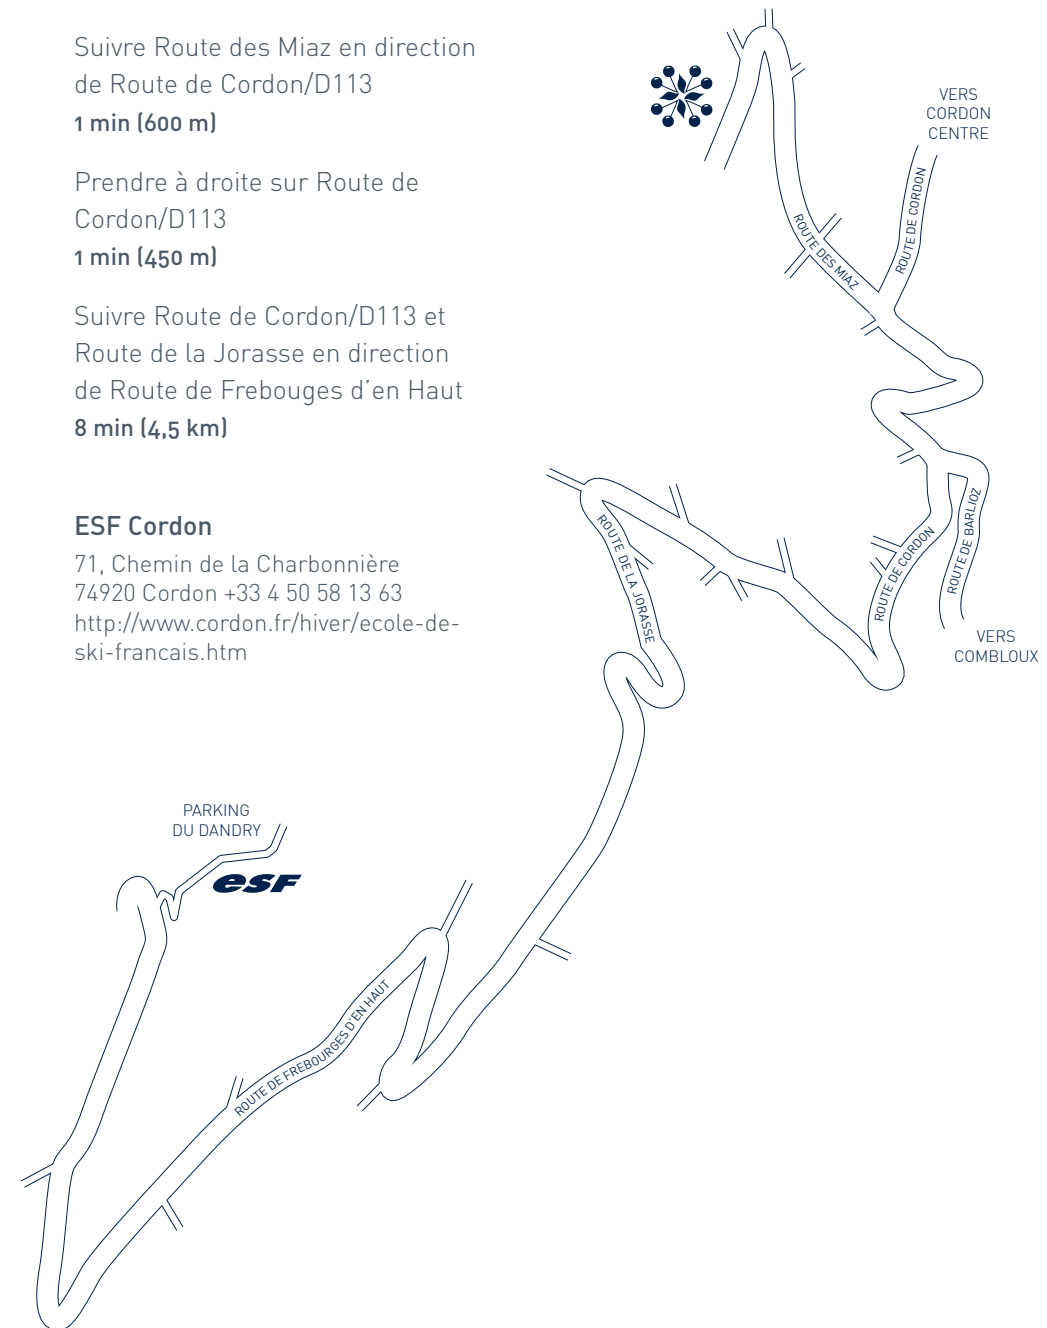 Suivre Route des Miaz en direction
de Route de Cordon/D113
1 min (600 m)
Prendre à droite sur Route de
Cordon/D113
1 min (450 m)
Suivre Route de Cordon/D113 et
Route de la Jorasse en direction
de Route de Frebouges d'en Haut
8 min (4,5 km)
ESF Cordon
71, Chemin de la Charbonnière
74920 Cordon +33 4 50 58 13 63
http://www.cordon.fr/hiver/ecole-de-
ski-francais.htm
VERS
CORDON
CENTRE
ROUTE DE CORDON
ROUTE DES MIAZ
ROUTE DE BARLIOZ
ROUTE DE CORDON
VERS
COMBLOUX
ROUTE DE LA JORASSE
PARKING
DU DANDRY
esf
ROUTE DE FREBOURGES D'EN HAUT